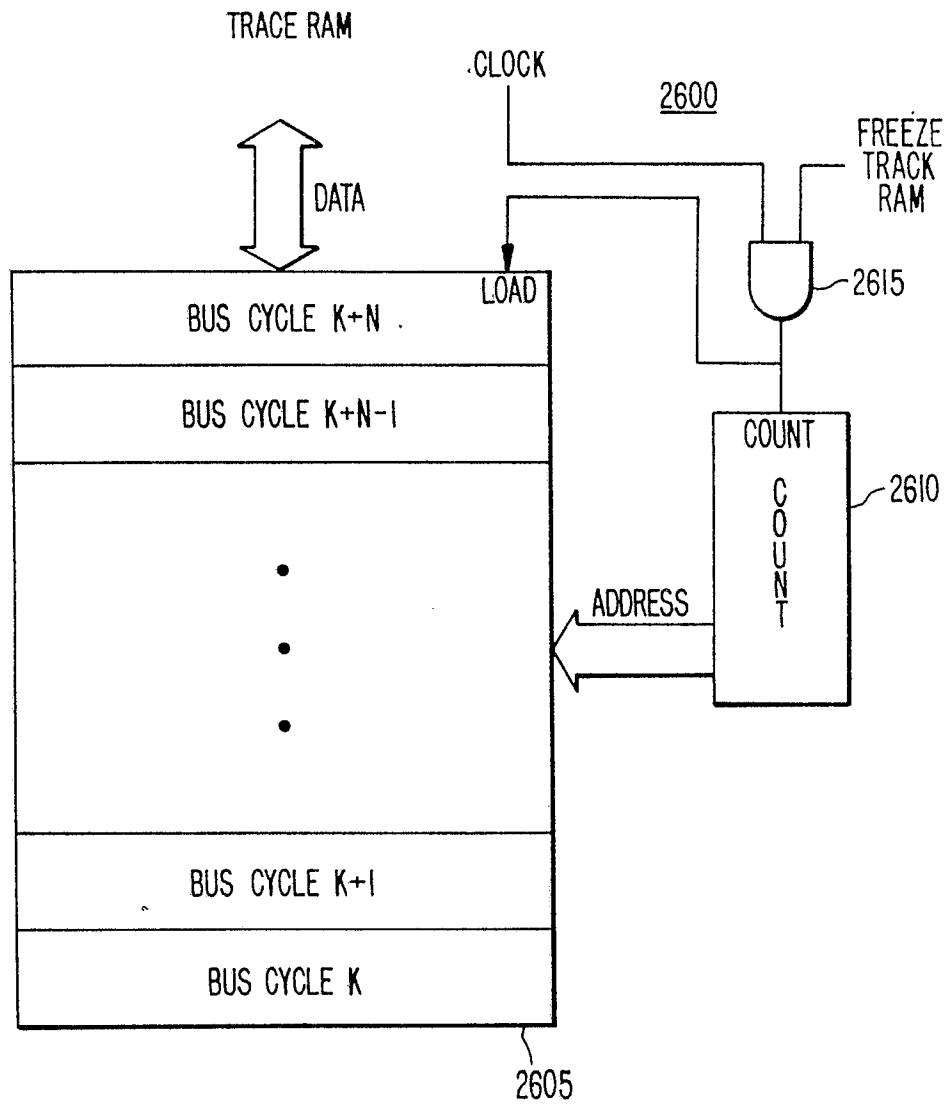 TRACE RAM
CLOCK
2600
FREEZE
TRACK
RAM
DATA
LOAD
2615
BUS CYCLE K+N
BUS CYCLE K+N-1
COUNT
COUNT
2610
ADDRESS
BUS CYCLE K+1
BUS CYCLE K
2605